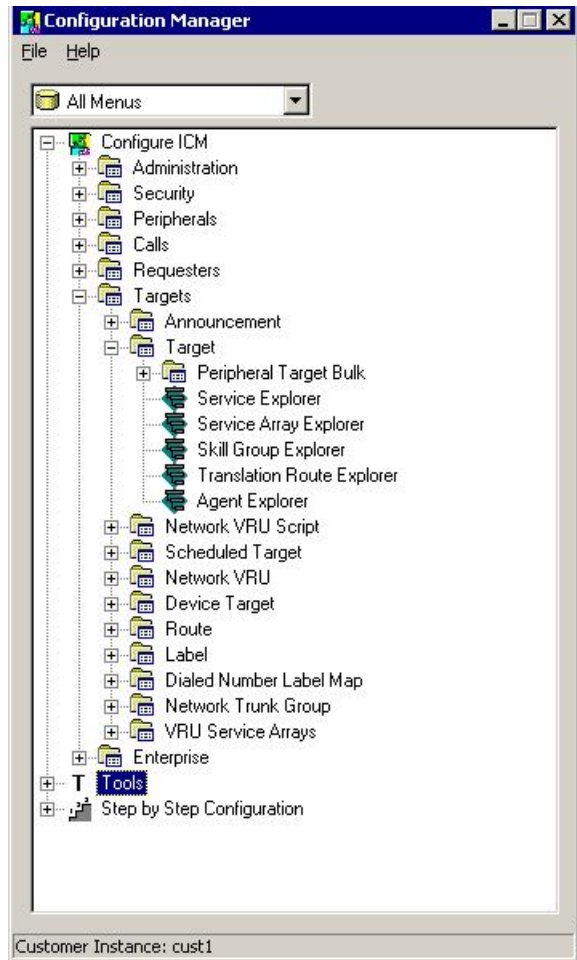 Configuration Manager
File Help
All Menus
Configure ICM
Administration
Security
Peripherals
Calls
Requesters
Targets
Announcement
Target
Peripheral Target Bulk
Service Explorer
Service Array Explorer
Skill Group Explorer
Translation Route Explorer
Agent Explorer
Network VRU Script
Scheduled Target
Network VRU
Device Target
Route
Label
Dialed Number Label Map
Network Trunk Group
VRU Service Arrays
Enterprise
T Tools
Step by Step Configuration
Customer Instance: cust1